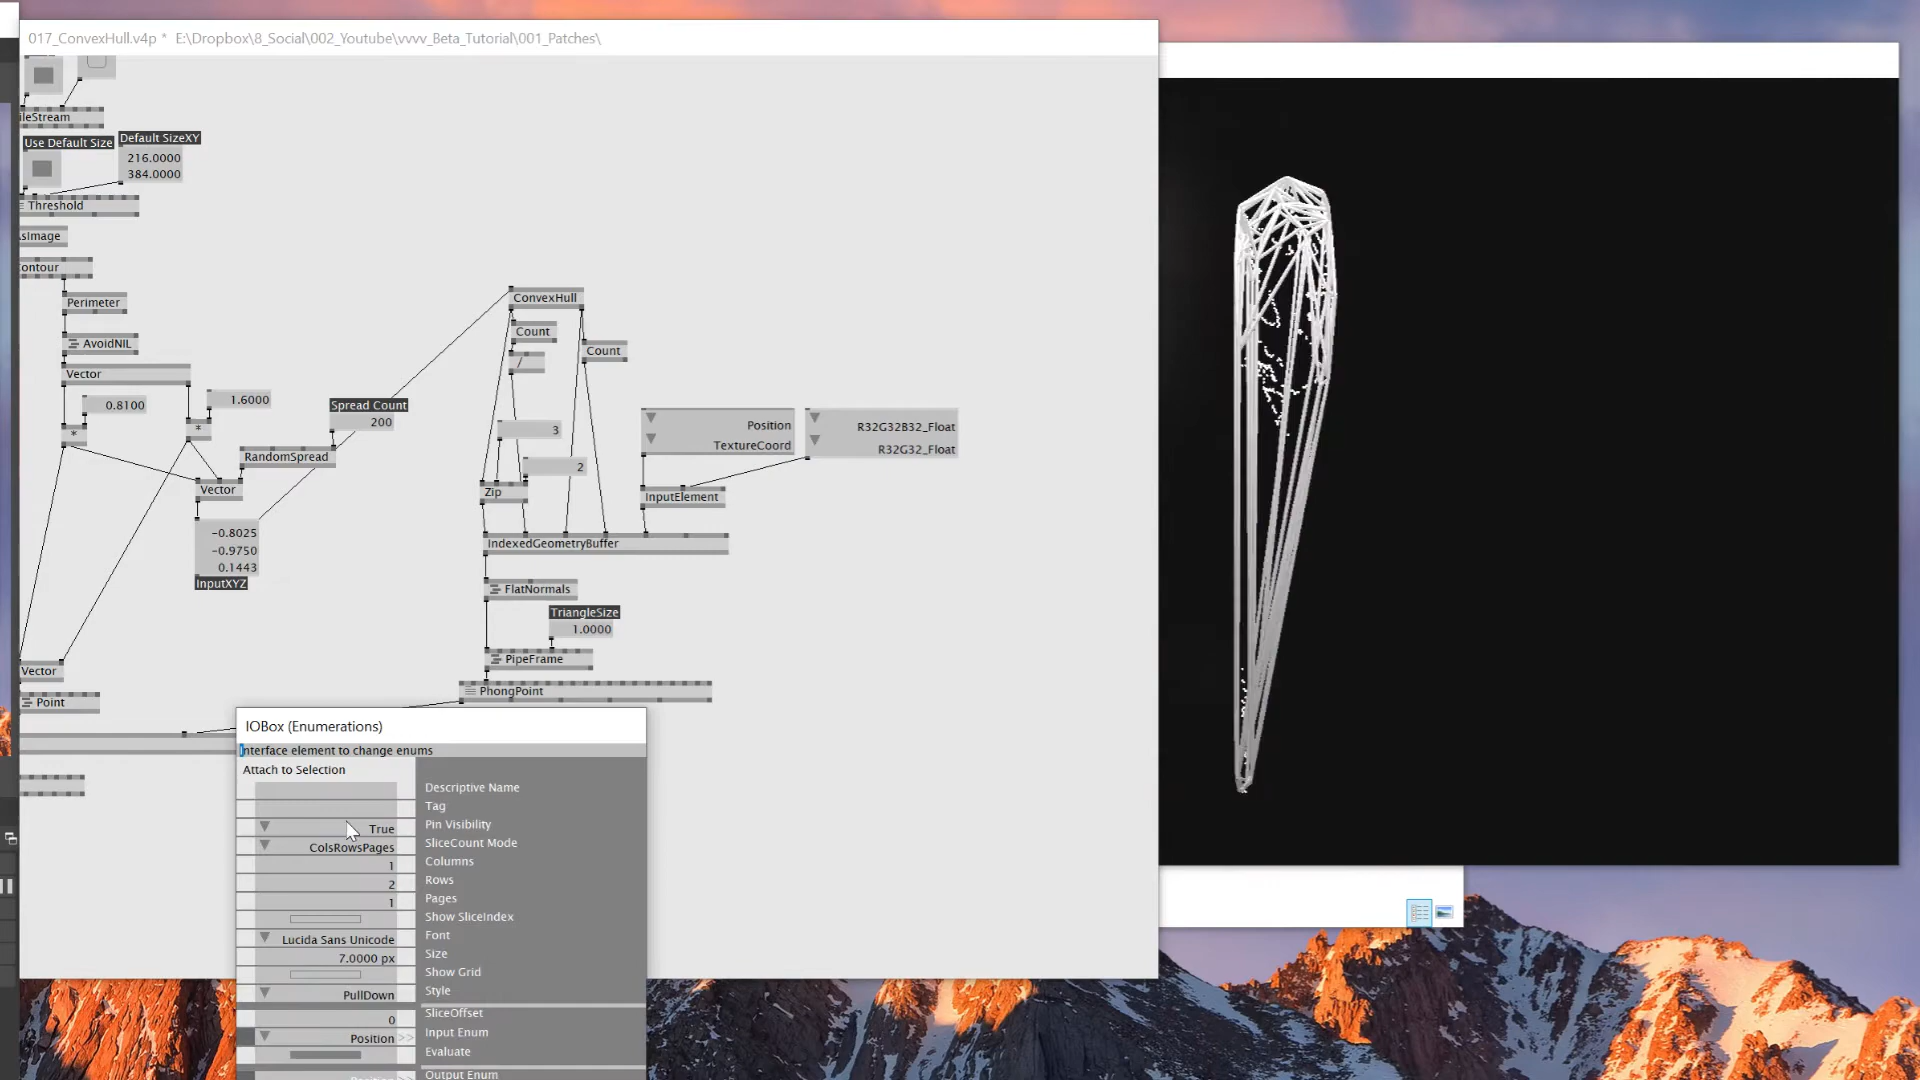 017_ConvexHull.v4p * E:\Dropbox\8_Social\002_Youtube\vvvv_Beta_Tutorial\001_Patches\
ileStream
Use Default Size
Default SizeXY
216.0000
384.0000
Threshold
AsImage
ontour
Perimeter
AvoidNIL
Vector
0.8100
1.6000
*
*
Spread Count
200
RandomSpread
Vector
-0.8025
-0.9750
0.1443
InputXYZ
Vector
Point
ConvexHull
Count
/
Count
3
2
Zip
Position
TextureCoord
R32G32B32_Float
R32G32_Float
InputElement
IndexedGeometryBuffer
FlatNormals
TriangleSize
1.0000
PipeFrame
PhongPoint
IOBox (Enumerations)
Interface element to change enums
Attach to Selection
Descriptive Name
Tag
True Pin Visibility
ColsRowsPages SliceCount Mode
1 Columns
2 Rows
1 Pages
Show SliceIndex
Lucida Sans Unicode Font
7.0000 px Size
Show Grid
PullDown Style
0 SliceOffset
Position >> Input Enum
Evaluate
Output Enum